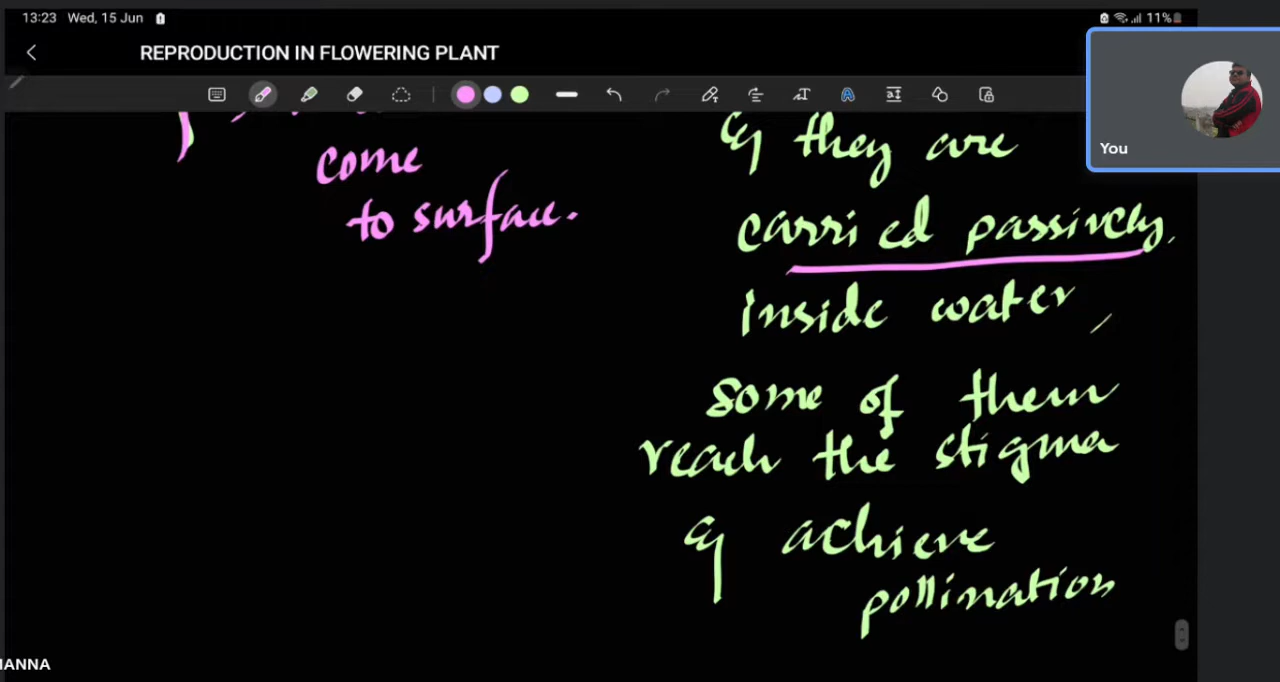 13:23 Wed, 15 Jun
11%
REPRODUCTION IN FLOWERING PLANT
You
come
to surface.
& they are
carried passively,
inside water,
some of them
reach the stigma
& achieve
pollination
MANNA